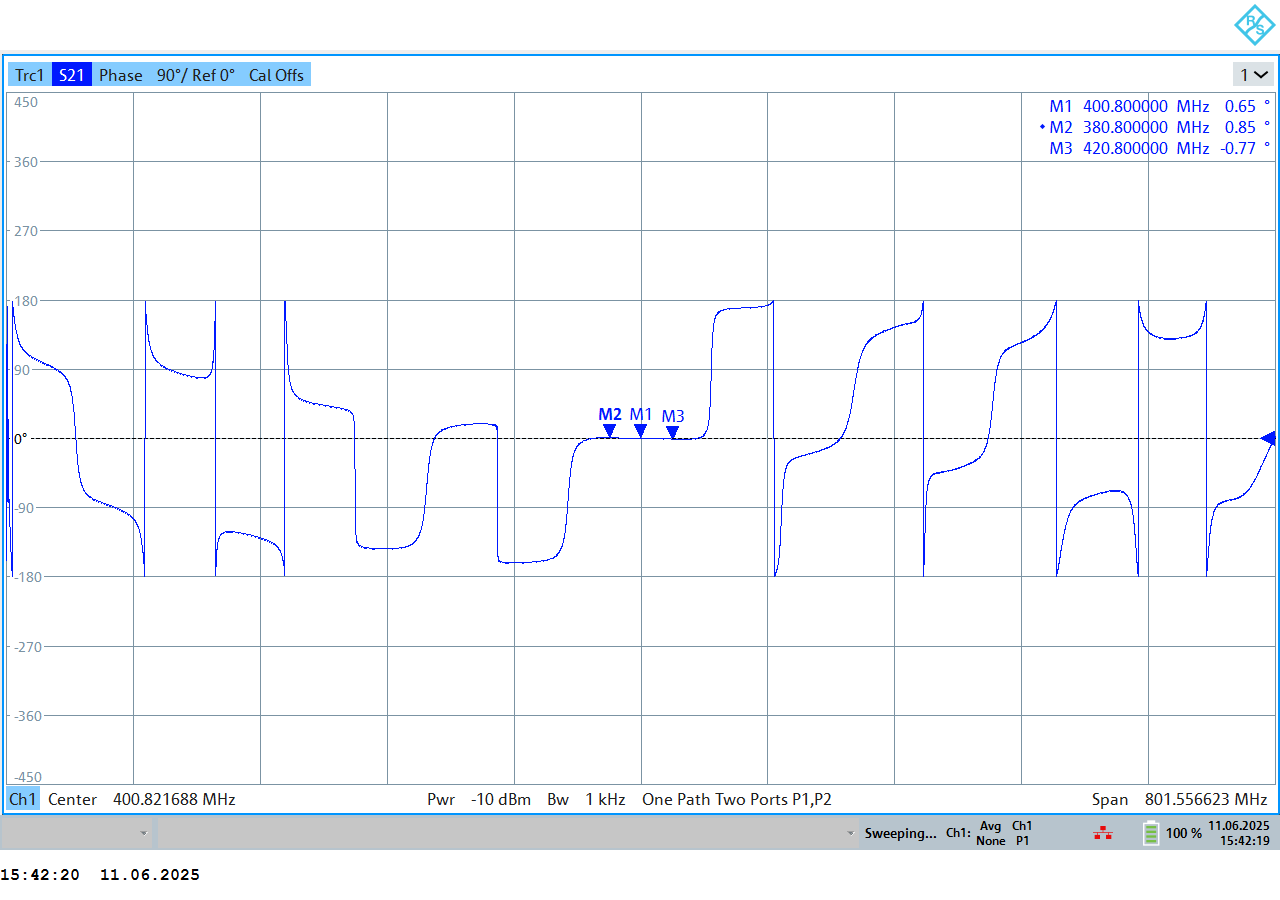 R&S
Trc1 S21 Phase 90°/ Ref 0° Cal Offs
1
450
M1 400.800000 MHz 0.65 °
M2 380.800000 MHz 0.85 °
M3 420.800000 MHz -0.77 °
360
270
180
90
M2 M1 M3
0°
-90
-180
-270
-360
-450
Ch1 Center 400.821688 MHz Pwr -10 dBm Bw 1 kHz One Path Two Ports P1,P2 Span 801.556623 MHz
Sweeping... Ch1: Avg None Ch1 P1 100 % 11.06.2025 15:42:19
15:42:20 11.06.2025